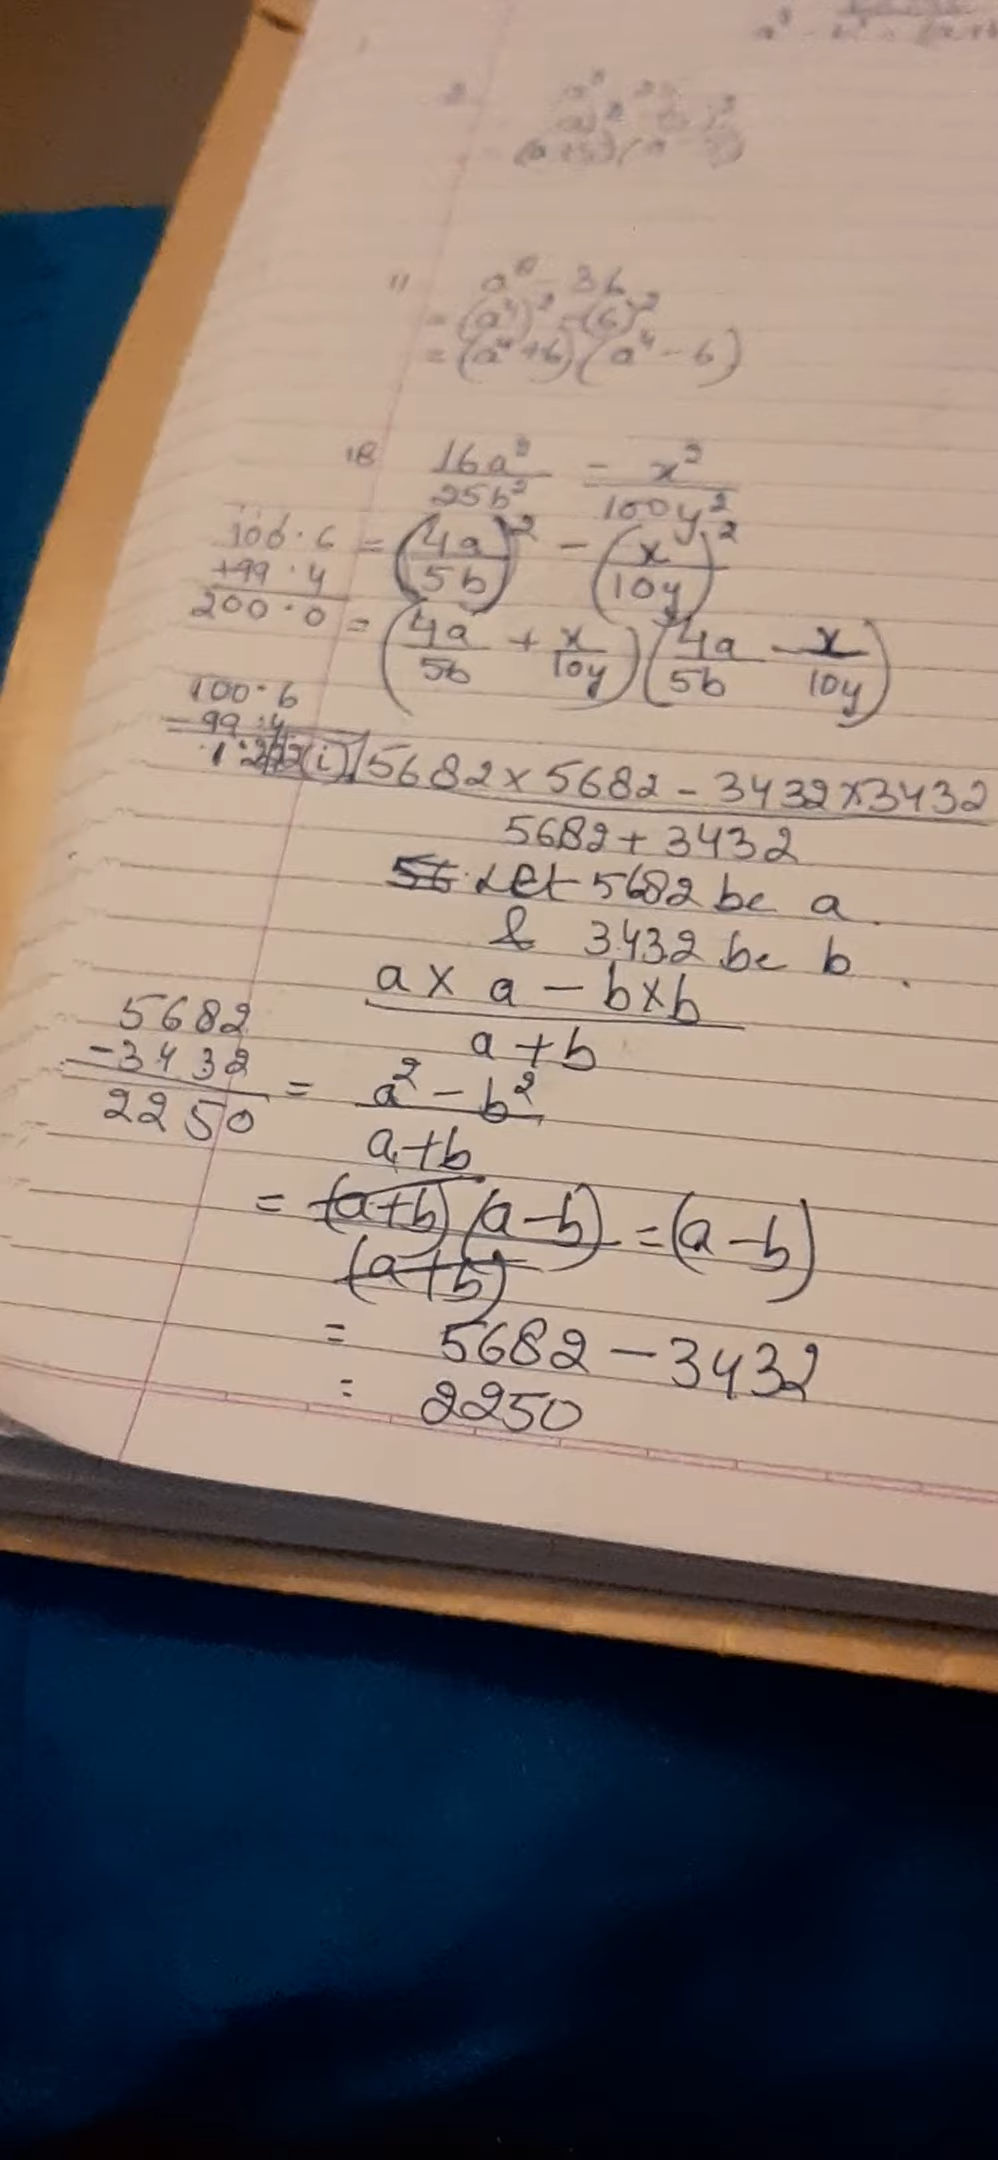 11 a⁸ - 36
= (a⁴)² - (6)²
= (a⁴ + 6) (a⁴ - 6)
18 16a²/25b² - x²/100y²
= (4a/5b)² - (x/10y)²
= (4a/5b + x/10y) (4a/5b - x/10y)
100.6
+99.4
200.0
100.6
-99.4
1.2
22(i) 5682 × 5682 - 3432 × 3432
5682 + 3432
Let 5682 be a
& 3432 be b
a × a - b × b
a + b
= a² - b²
a + b
5682
-3432
2250
= (a+b) (a-b) = (a-b)
(a+b)
= 5682 - 3432
= 2250